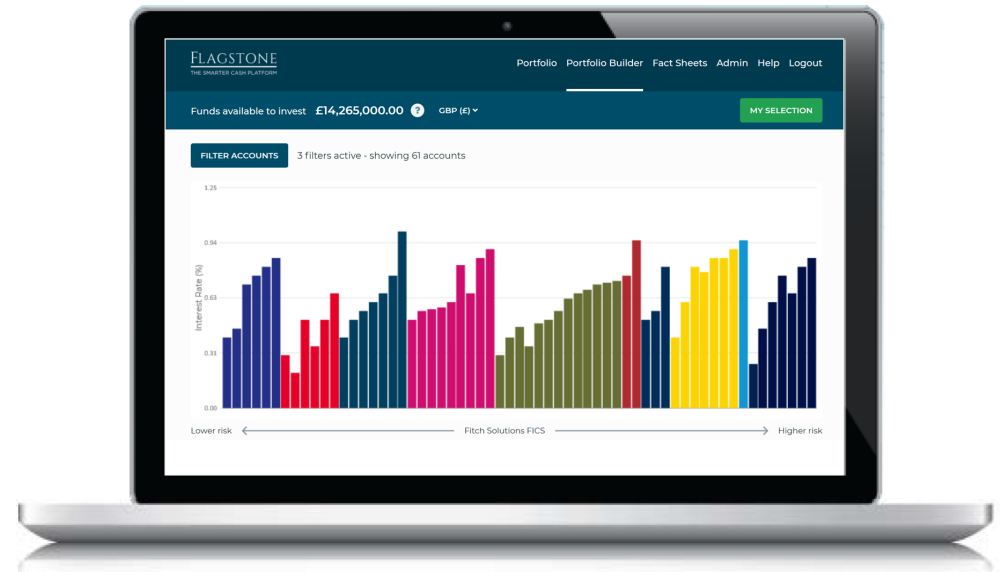 FLAGSTONE
THE SMARTER CASH PLATFORM
Portfolio Portfolio Builder Fact Sheets Admin Help Logout
Funds available to invest £14,265,000.00 ? GBP (£)
MY SELECTION
FILTER ACCOUNTS 3 filters active - showing 61 accounts
1.25
0.94
0.63
0.31
0.00
Interest Rate (%)
Lower risk Fitch Solutions FICS Higher risk